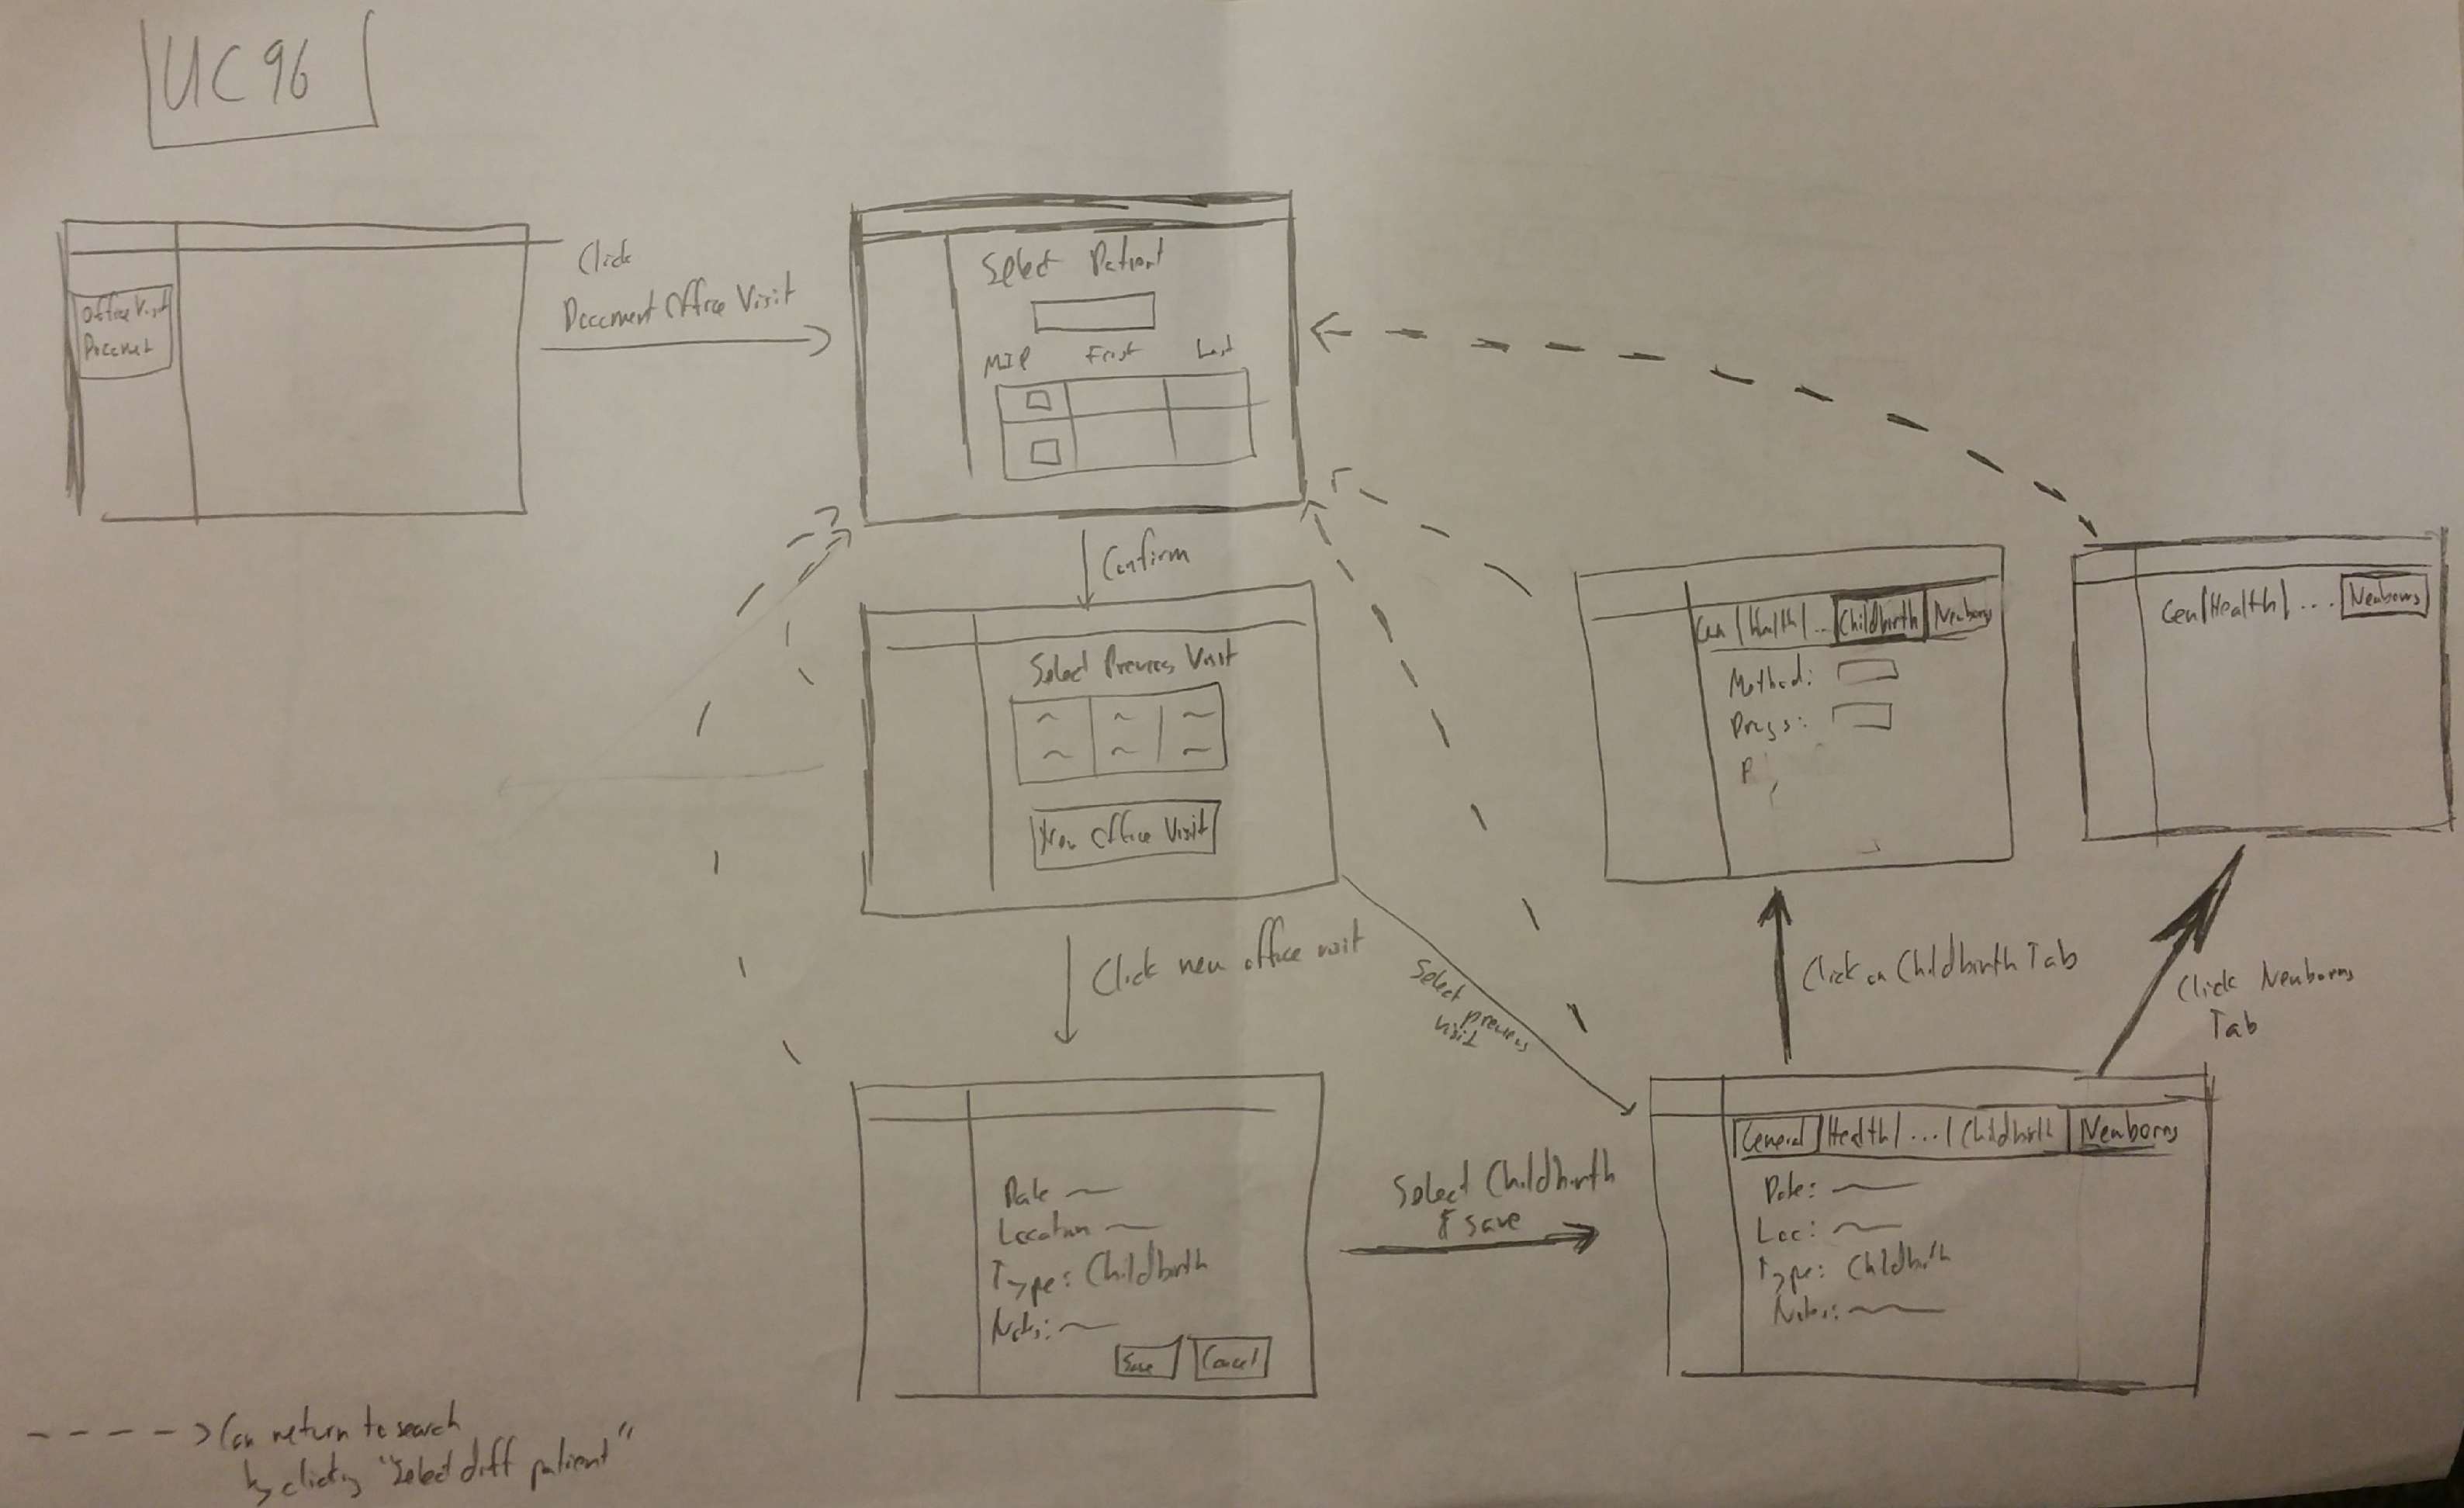 UC96
Office Visit
Document
Click
Document Office Visit
Select Patient
MID First Last
Confirm
Select Previous Visit
New Office Visit
Click new office visit
Select previous
visit
Date
Location
Type: Childbirth
Notes:
Save Cancel
Select Childbirth
& save
General | Health | ... | Childbirth | Newborns
Date:
Loc:
Type: Childbirth
Notes:
Click on Childbirth Tab
Click Newborns
Tab
Gen | Health | ... Childbirth Newborns
Method:
Drugs:
P
Gen | Health | ... Newborns
----> Can return to search
by clicking "Select diff patient"